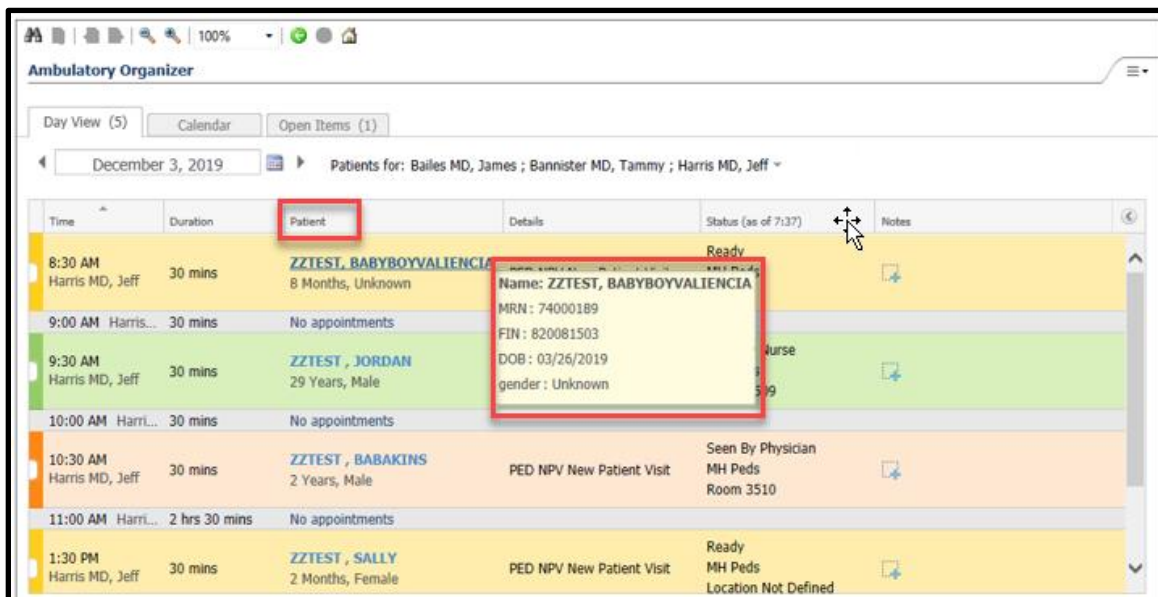 100%
Ambulatory Organizer
Day View (5) Calendar Open Items (1)
December 3, 2019 Patients for: Bailes MD, James ; Bannister MD, Tammy ; Harris MD, Jeff
Time Duration Patient Details Status (as of 7:37) Notes
8:30 AM
Harris MD, Jeff
30 mins
ZZTEST, BABYBOYVALIENCIA
8 Months, Unknown
Ready
Name: ZZTEST, BABYBOYVALIENCIA
MRN : 74000189
FIN : 820081503
DOB : 03/26/2019
gender : Unknown
9:00 AM Harris... 30 mins No appointments
9:30 AM
Harris MD, Jeff
30 mins
ZZTEST , JORDAN
29 Years, Male
Nurse
10:00 AM Harri... 30 mins No appointments
10:30 AM
Harris MD, Jeff
30 mins
ZZTEST , BABAKINS
2 Years, Male
PED NPV New Patient Visit
Seen By Physician
MH Peds
Room 3510
11:00 AM Harri... 2 hrs 30 mins No appointments
1:30 PM
Harris MD, Jeff
30 mins
ZZTEST , SALLY
2 Months, Female
PED NPV New Patient Visit
Ready
MH Peds
Location Not Defined